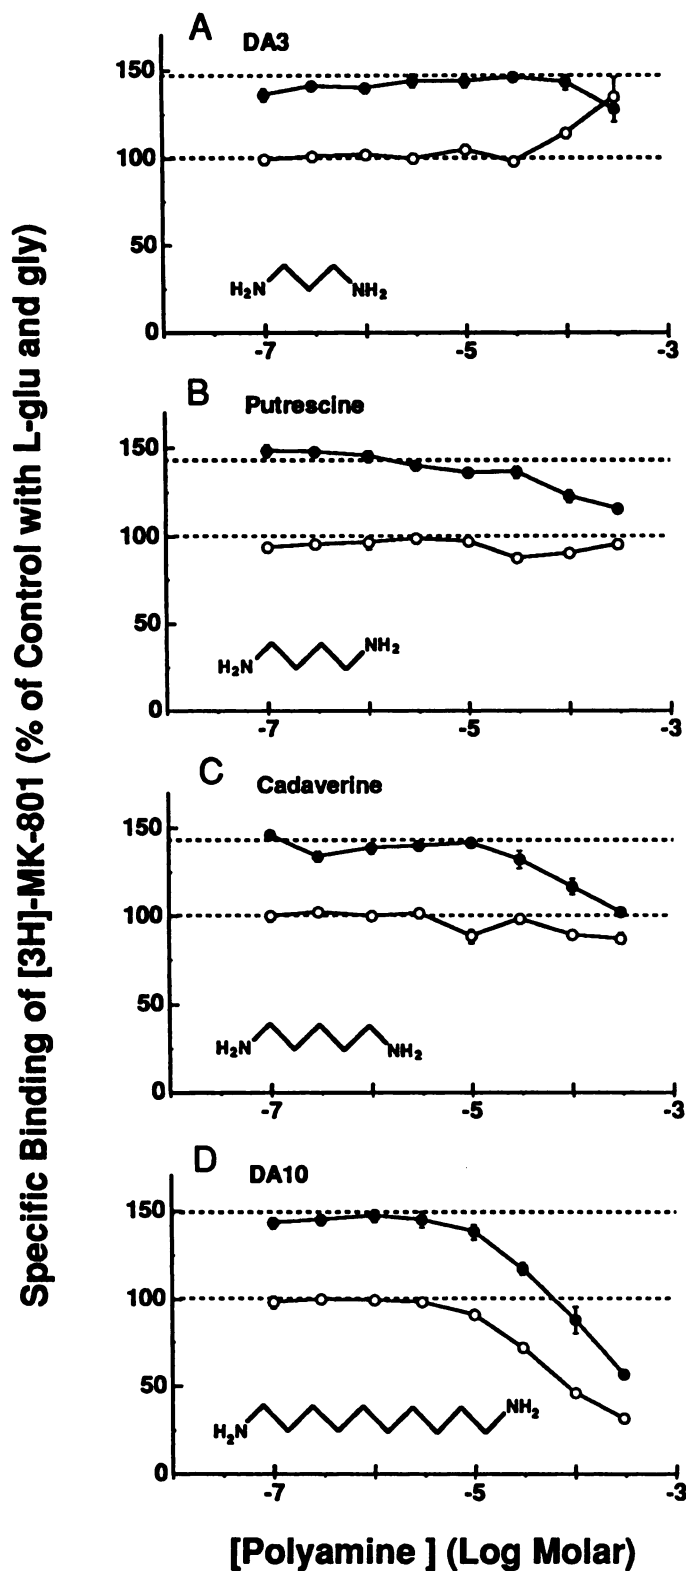 Specific Binding of [3H]-MK-801 (% of Control with L-glu and gly)
A
DA3
150
100
50
0
H₂N
NH₂
-7
-5
-3
B
Putrescine
150
100
50
0
H₂N
NH₂
-7
-5
-3
C
Cadaverine
150
100
50
0
H₂N
NH₂
-7
-5
-3
D
DA10
150
100
50
0
H₂N
NH₂
-7
-5
-3
[Polyamine ] (Log Molar)